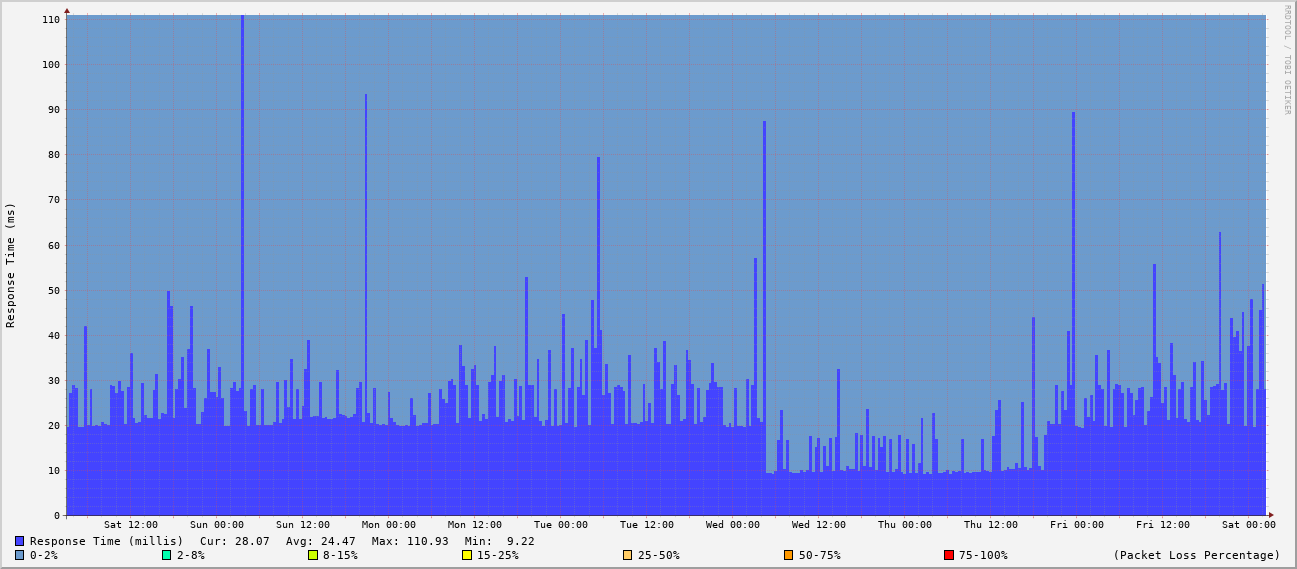 RRDTOOL / TOBI OETIKER
Response Time (ms)
110
100
90
80
70
60
50
40
30
20
10
0
Sat 12:00 Sun 00:00 Sun 12:00 Mon 00:00 Mon 12:00 Tue 00:00 Tue 12:00 Wed 00:00 Wed 12:00 Thu 00:00 Thu 12:00 Fri 00:00 Fri 12:00 Sat 00:00
Response Time (millis) Cur: 28.07 Avg: 24.47 Max: 110.93 Min: 9.22
0-2% 2-8% 8-15% 15-25% 25-50% 50-75% 75-100% (Packet Loss Percentage)